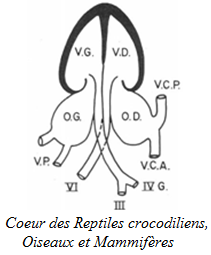 V.G. V.D.
V.C.P.
O.G. O.D.
V.P. V.C.A.
VI IV G.
III
Coeur des Reptiles crocodiliens,
Oiseaux et Mammifères